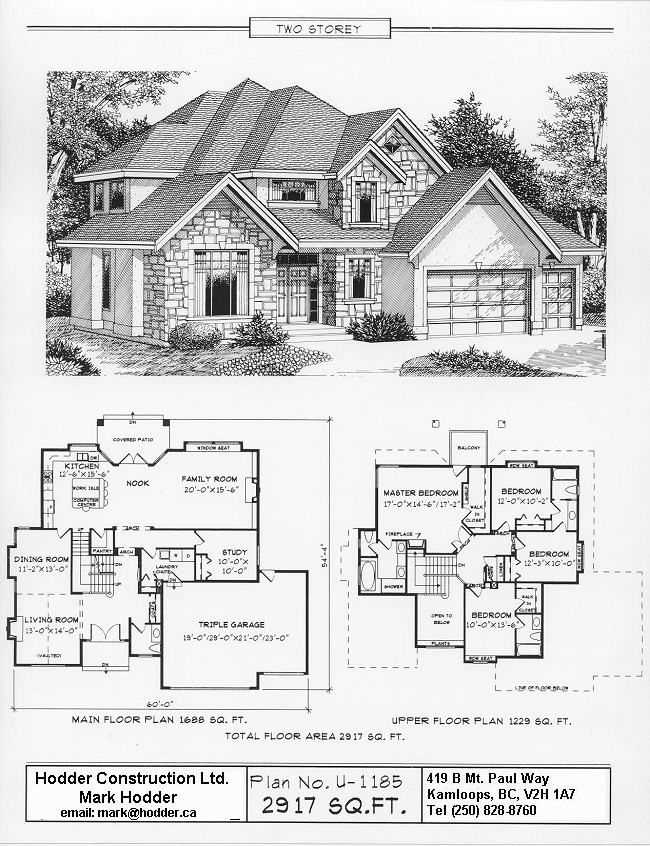 TWO STOREY
DN
COVERED PATIO
WINDOW SEAT
KITCHEN
12'-6"X15'-6"
DW
WORK ISLE
COMPUTER
CENTRE
NOOK
FAMILY ROOM
20'-0"X15'-6"
ARCH
DINING ROOM
11'-2"X13'-0"
PANTRY
ARCH
DN
UP
W D
LAUNDRY
CHUTE
DN
STUDY
10'-0"X
10'-0"
LIVING ROOM
13'-0"X14'-0"
(VAULTED)
DN
TRIPLE GARAGE
19'-0"/29'-0"X21'-0"/23'-0"
54'-4"
60'-0"
MAIN FLOOR PLAN 1688 SQ. FT.
BALCONY
MASTER BEDROOM
17'-0"X14'-6"/17'-2"
WALK
IN
CLOSET
BEDROOM
12'-0"X10'-2"
FIREPLACE
SHOWER
DN
ARCH
LINEN
BEDROOM
12'-3"X10'-0"
OPEN TO
BELOW
PLANTS
BEDROOM
10'-0"X13'-6"
WALK
IN
CLOSET
LINE OF FLOOR BELOW
UPPER FLOOR PLAN 1229 SQ. FT.
TOTAL FLOOR AREA 2917 SQ. FT.
Hodder Construction Ltd.
Mark Hodder
email: mark@hodder.ca
Plan No. U-1185
2917 SQ.FT.
419 B Mt. Paul Way
Kamloops, BC, V2H 1A7
Tel (250) 828-8760